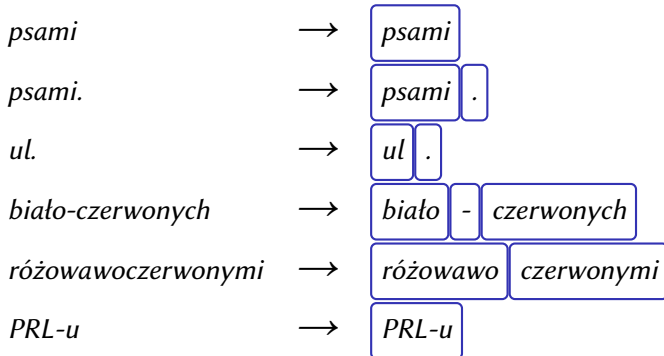 psami → psami
psami. → psami .
ul. → ul .
biało-czerwonych → biało - czerwonych
różowawoczerwonymi → różowawo czerwonymi
PRL-u → PRL-u